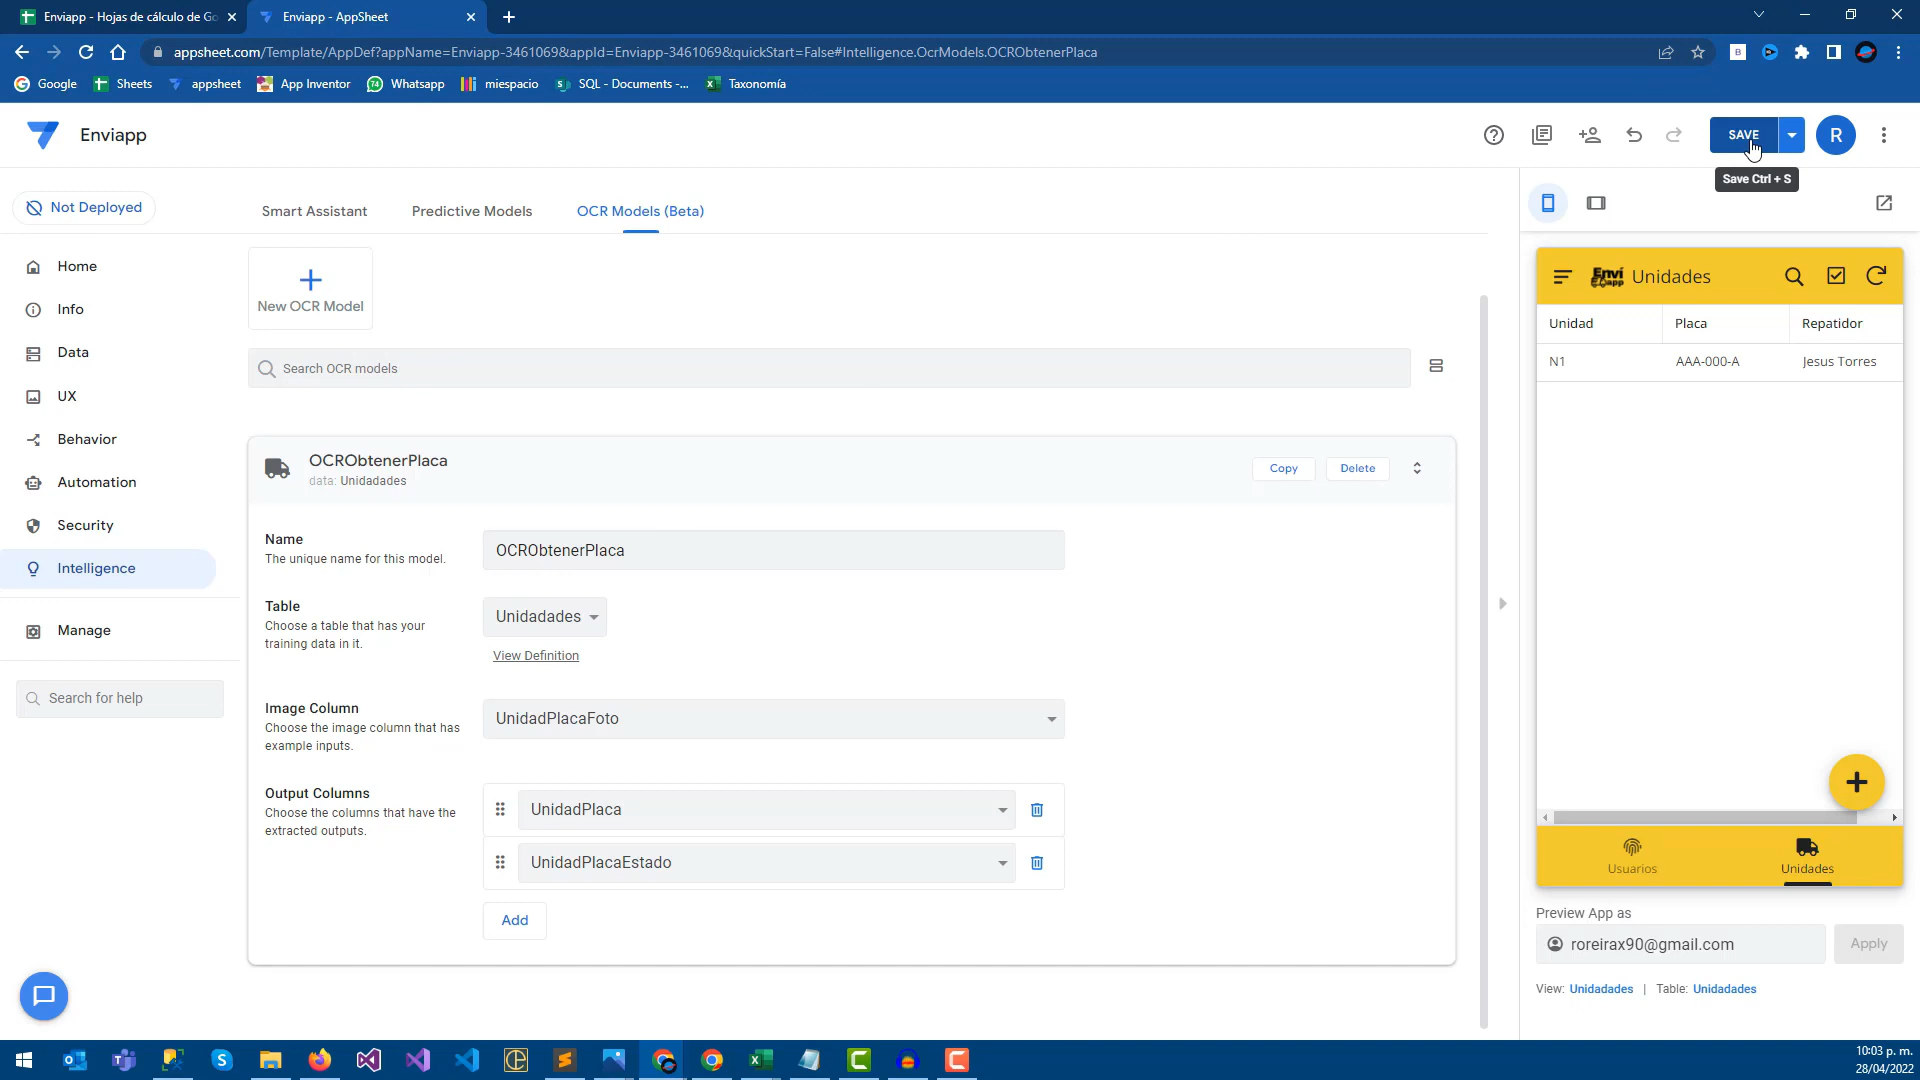 Enviapp - Hojas de cálculo de Go
Enviapp - AppSheet
appsheet.com/Template/AppDef?appName=Enviapp-3461069&appId=Enviapp-3461069&quickStart=False#Intelligence.OcrModels.OCRObtenerPlaca
Google
Sheets
appsheet
App Inventor
74
Whatsapp
miespacio
SQL - Documents -...
Taxonomía
Enviapp
SAVE
R
Save Ctrl + S
Not Deployed
Smart Assistant
Predictive Models
OCR Models (Beta)
Home
Info
Data
UX
Behavior
Automation
Security
Intelligence
Manage
Search for help
New OCR Model
Search OCR models
OCRObtenerPlaca
data: Unidadades
Copy
Delete
Name
The unique name for this model.
OCRObtenerPlaca
Table
Choose a table that has your
training data in it.
Unidadades
View Definition
Image Column
Choose the image column that has
example inputs.
UnidadPlacaFoto
Output Columns
Choose the columns that have the
extracted outputs.
UnidadPlaca
UnidadPlacaEstado
Add
Enví
app
Unidades
Unidad
Placa
Repatidor
N1
AAA-000-A
Jesus Torres
Usuarios
Unidades
Preview App as
roreirax90@gmail.com
Apply
View: Unidadades | Table: Unidadades
10:03 p. m.
28/04/2022